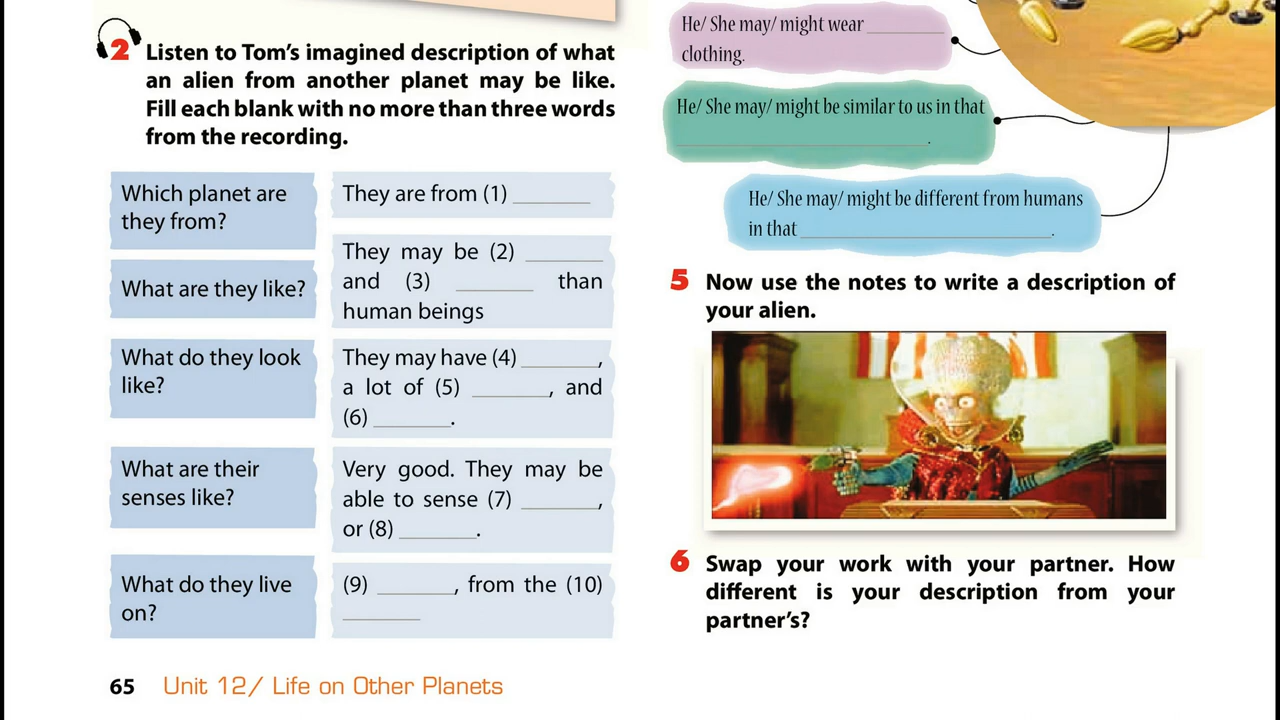 2 Listen to Tom's imagined description of what
an alien from another planet may be like.
Fill each blank with no more than three words
from the recording.
Which planet are
they from?
They are from (1) ________
What are they like?
They may be (2) ________
and (3) ________ than
human beings
What do they look
like?
They may have (4) ________,
a lot of (5) ________, and
(6) ________.
What are their
senses like?
Very good. They may be
able to sense (7) ________,
or (8) ________.
What do they live
on?
(9) ________, from the (10)
________
He/ She may/ might wear ________
clothing.
He/ She may/ might be similar to us in that
________________________.
He/ She may/ might be different from humans
in that ________________________.
5 Now use the notes to write a description of
your alien.
6 Swap your work with your partner. How
different is your description from your
partner's?
65 Unit 12/ Life on Other Planets